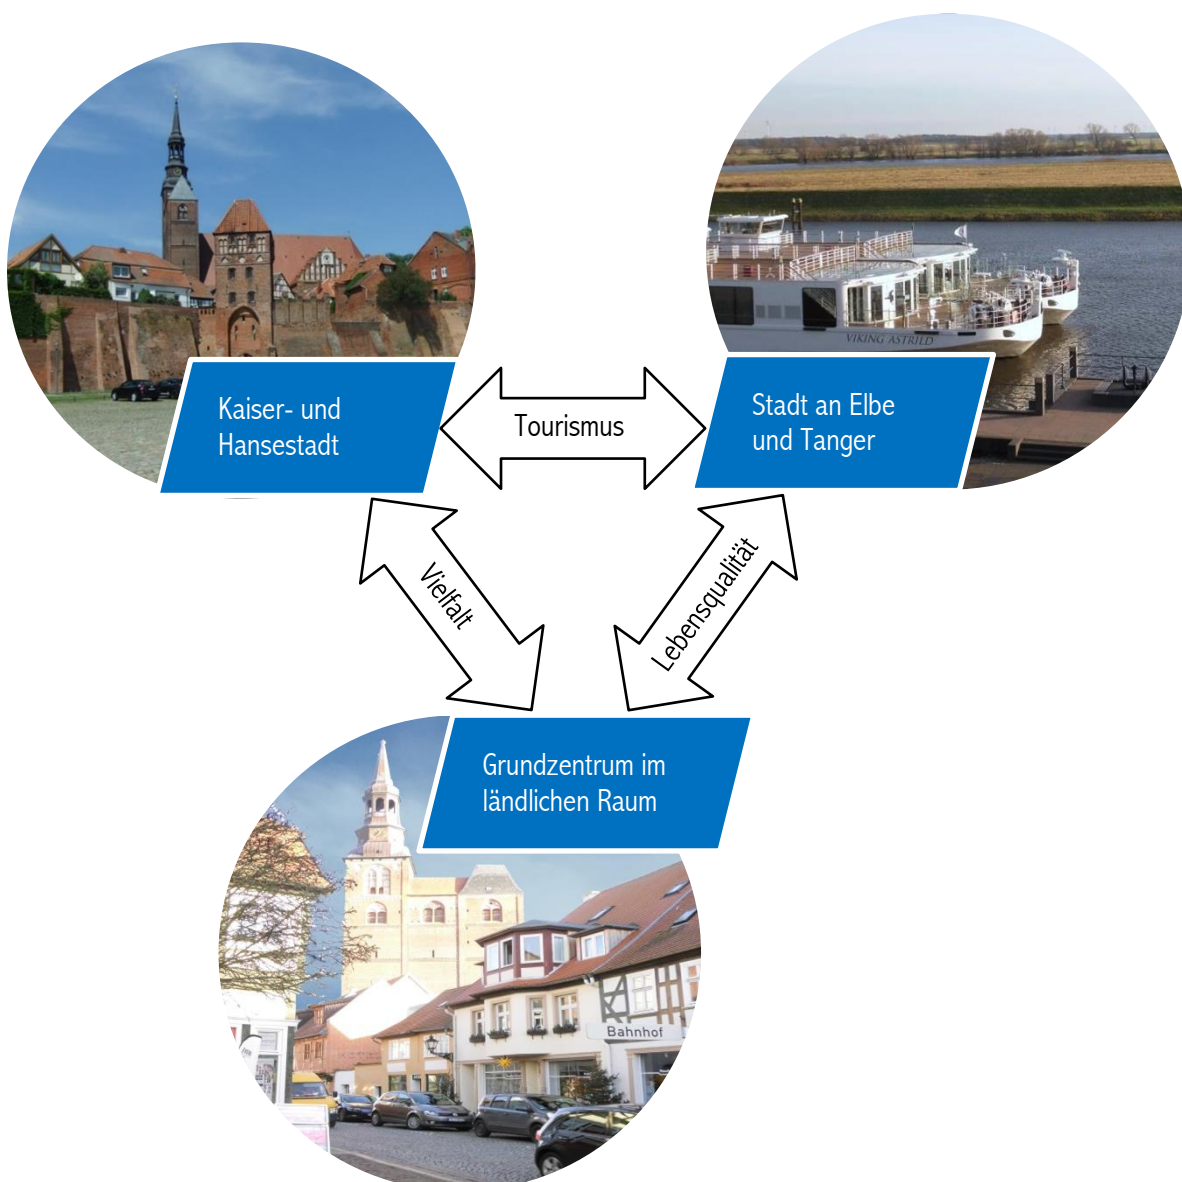 Kaiser- und
Hansestadt
Tourismus
Stadt an Elbe
und Tanger
VIKING ASTRILD
Vielfalt
Lebensqualität
Grundzentrum im
ländlichen Raum
Bahnhof